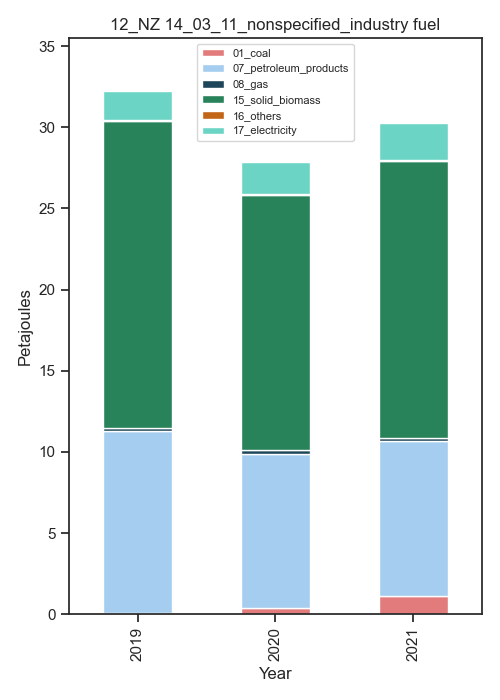 12_NZ 14_03_11_nonspecified_industry fuel
01_coal
07_petroleum_products
08_gas
15_solid_biomass
16_others
17_electricity
Petajoules
35
30
25
20
15
10
5
0
2019
2020
2021
Year